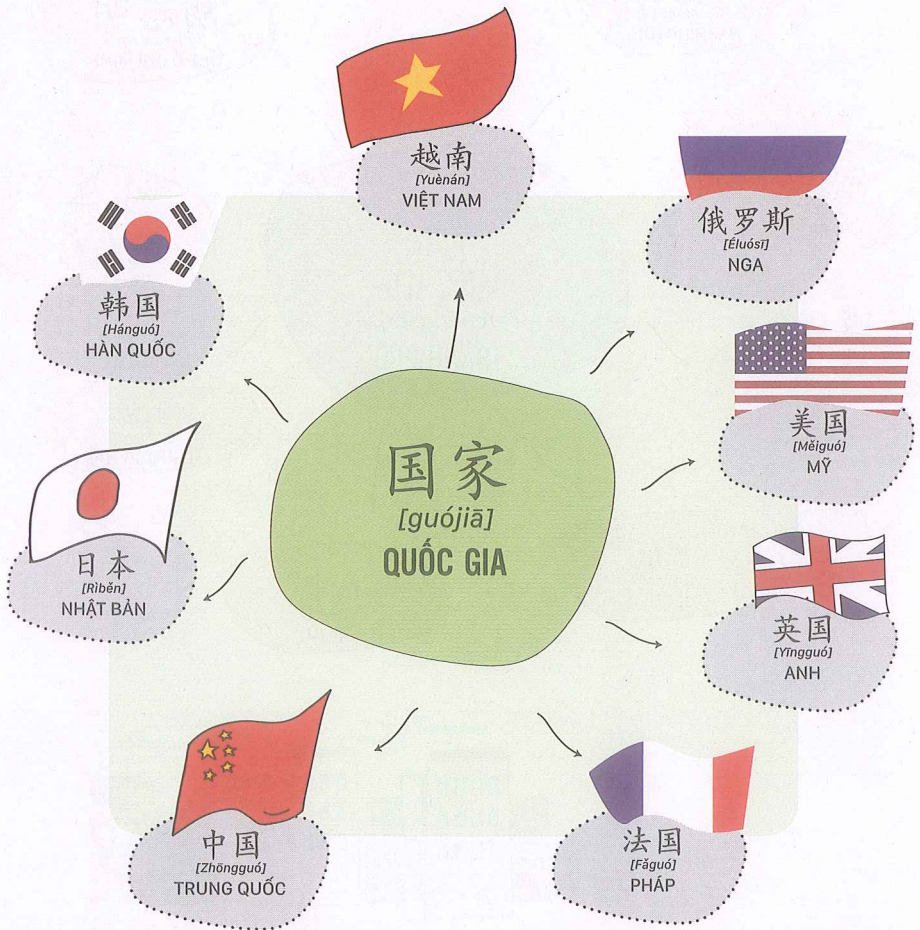 越南
[Yuènán]
VIỆT NAM
俄罗斯
[Éluósī]
NGA
韩国
[Hánguó]
HÀN QUỐC
美国
[Měiguó]
MỸ
国家
[guójiā]
QUỐC GIA
日本
[Rìběn]
NHẬT BẢN
英国
[Yīngguó]
ANH
中国
[Zhōngguó]
TRUNG QUỐC
法国
[Fǎguó]
PHÁP